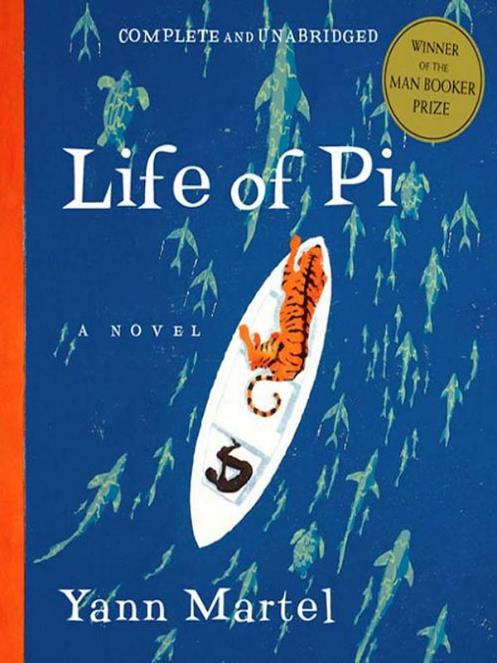 COMPLETE AND UNABRIDGED
WINNER
OF THE
MAN BOOKER
PRIZE
Life of Pi
A NOVEL
Yann Martel